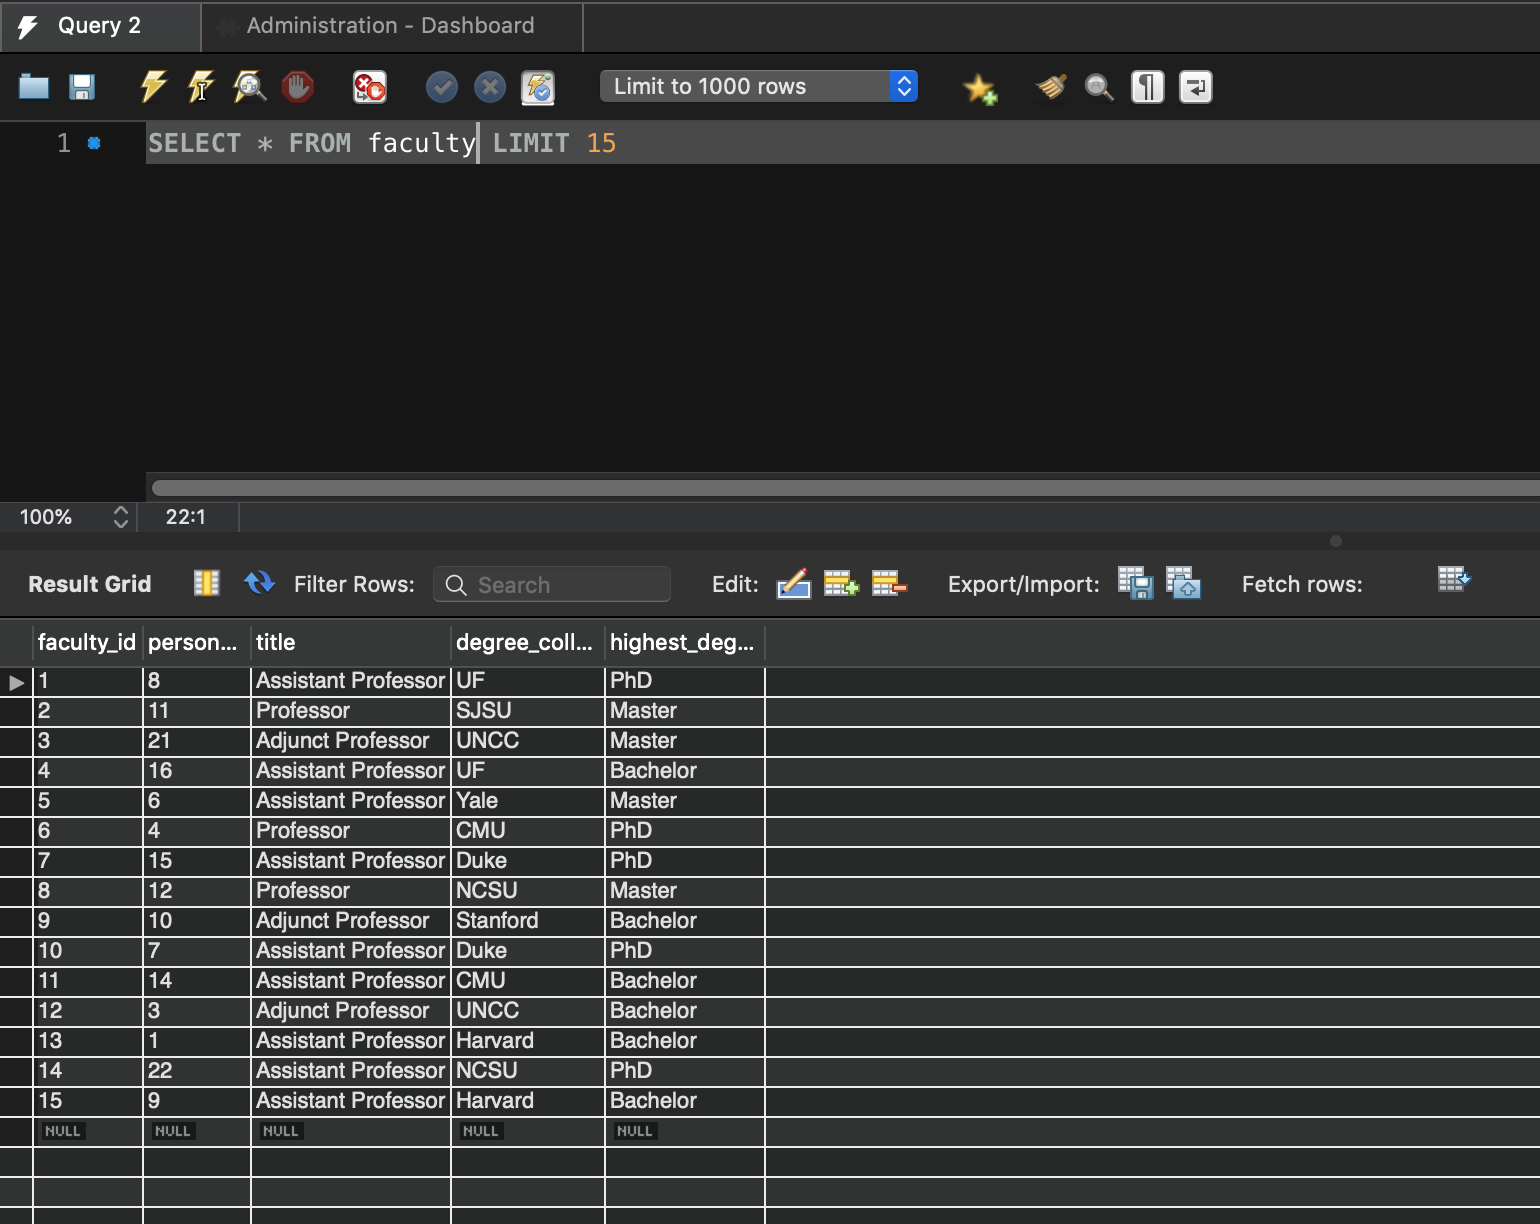 Query 2 Administration - Dashboard
Limit to 1000 rows
1 SELECT * FROM faculty LIMIT 15
100% 22:1
Result Grid Filter Rows: Search Edit: Export/Import: Fetch rows:
faculty_id person... title degree_coll... highest_deg...
1 8 Assistant Professor UF PhD
2 11 Professor SJSU Master
3 21 Adjunct Professor UNCC Master
4 16 Assistant Professor UF Bachelor
5 6 Assistant Professor Yale Master
6 4 Professor CMU PhD
7 15 Assistant Professor Duke PhD
8 12 Professor NCSU Master
9 10 Adjunct Professor Stanford Bachelor
10 7 Assistant Professor Duke PhD
11 14 Assistant Professor CMU Bachelor
12 3 Adjunct Professor UNCC Bachelor
13 1 Assistant Professor Harvard Bachelor
14 22 Assistant Professor NCSU PhD
15 9 Assistant Professor Harvard Bachelor
NULL NULL NULL NULL NULL